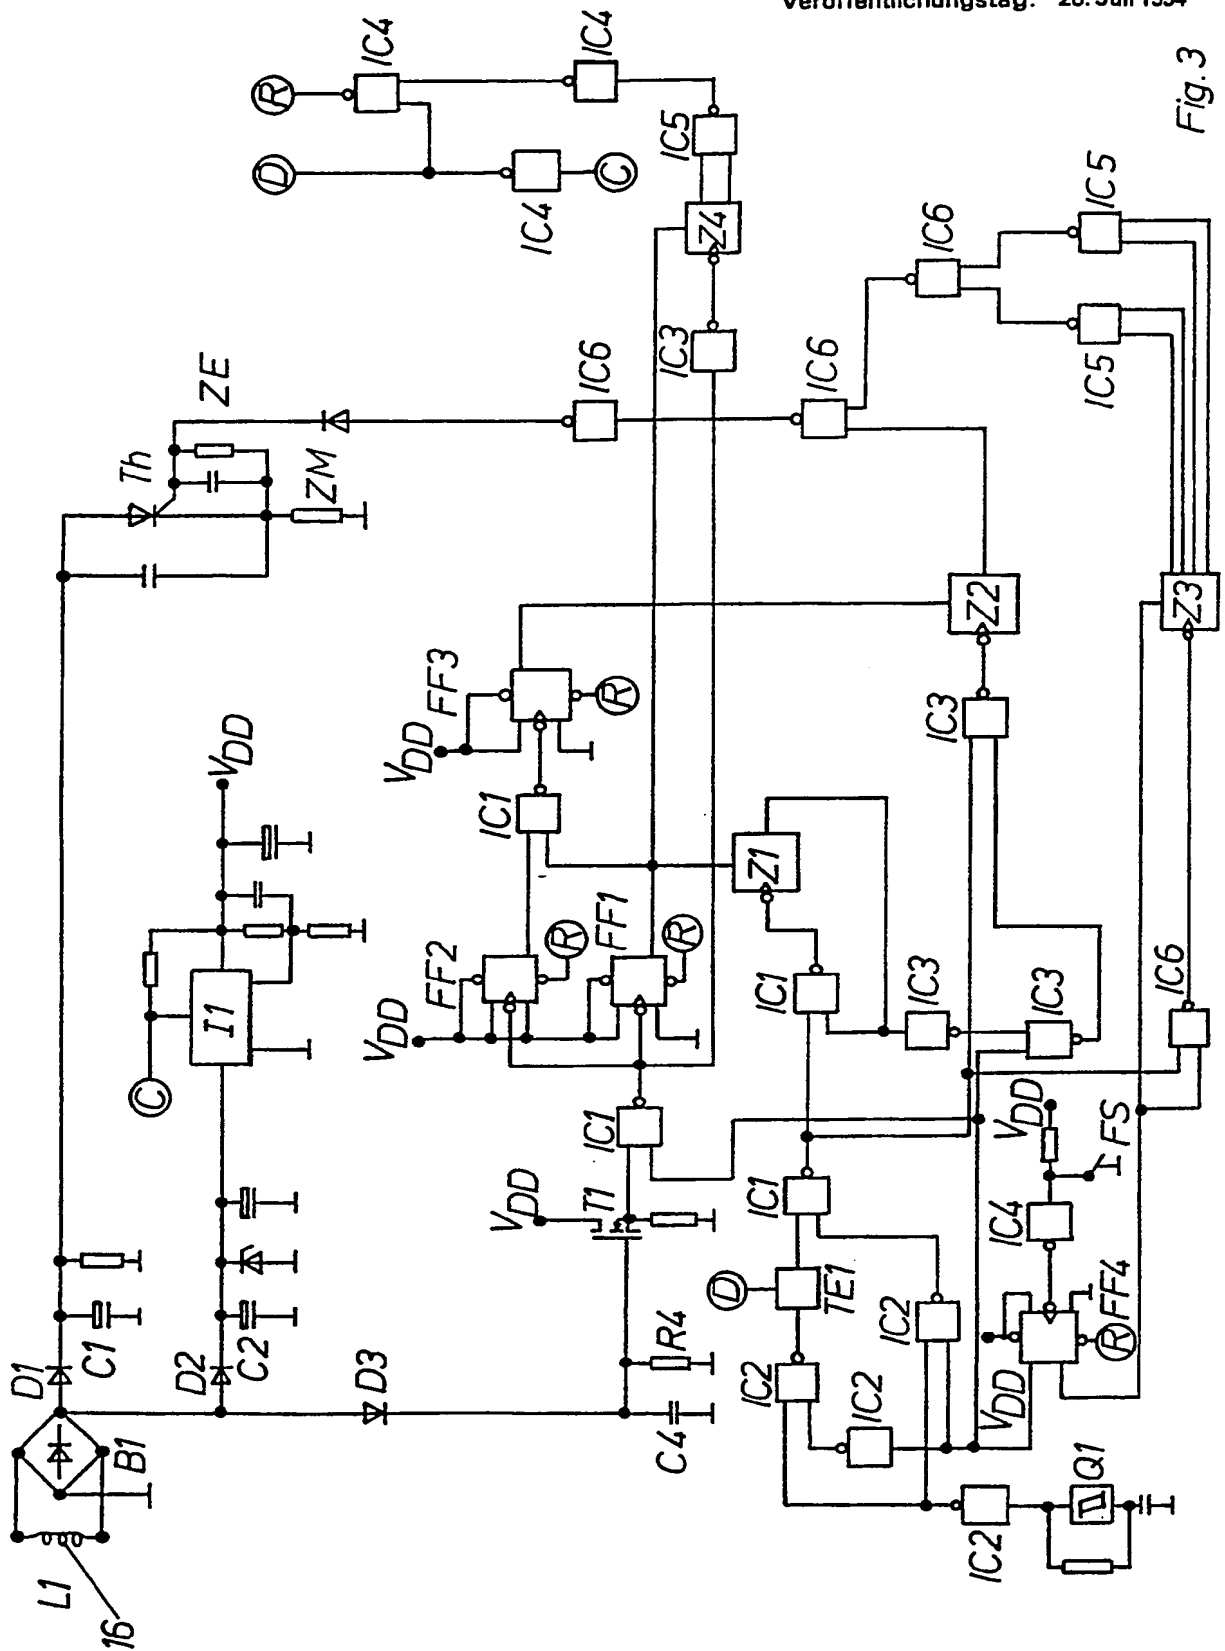 Veröffentlichungstag: Juli 1994
Fig. 3
IC4
IC4
R
D
IC5
IC4
C
Z4
IC5
IC6
IC5
IC3
IC6
IC6
ZE
Th
ZM
Z2
Z3
FF3
VDD
R
IC3
VDD
IC1
Z1
I1
C
FF2
R
FF1
R
VDD
IC1
IC3
IC3
IC6
IC1
VDD
FS
T1
VDD
IC1
IC4
D
TE1
FF4
R
VDD
IC2
D1
C1
D2
C2
D3
R4
C4
IC2
IC2
B1
Q1
IC2
L1
16